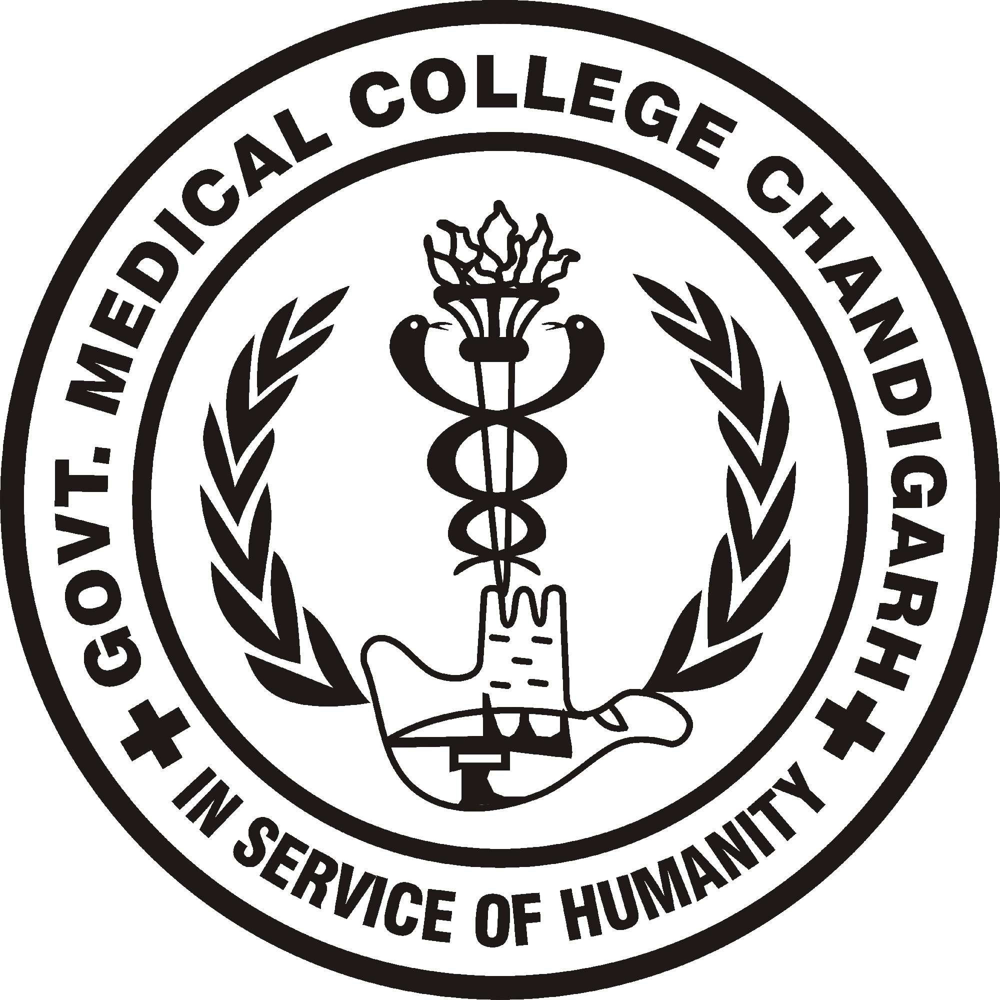 GOVT. MEDICAL COLLEGE CHANDIGARH
IN SERVICE OF HUMANITY